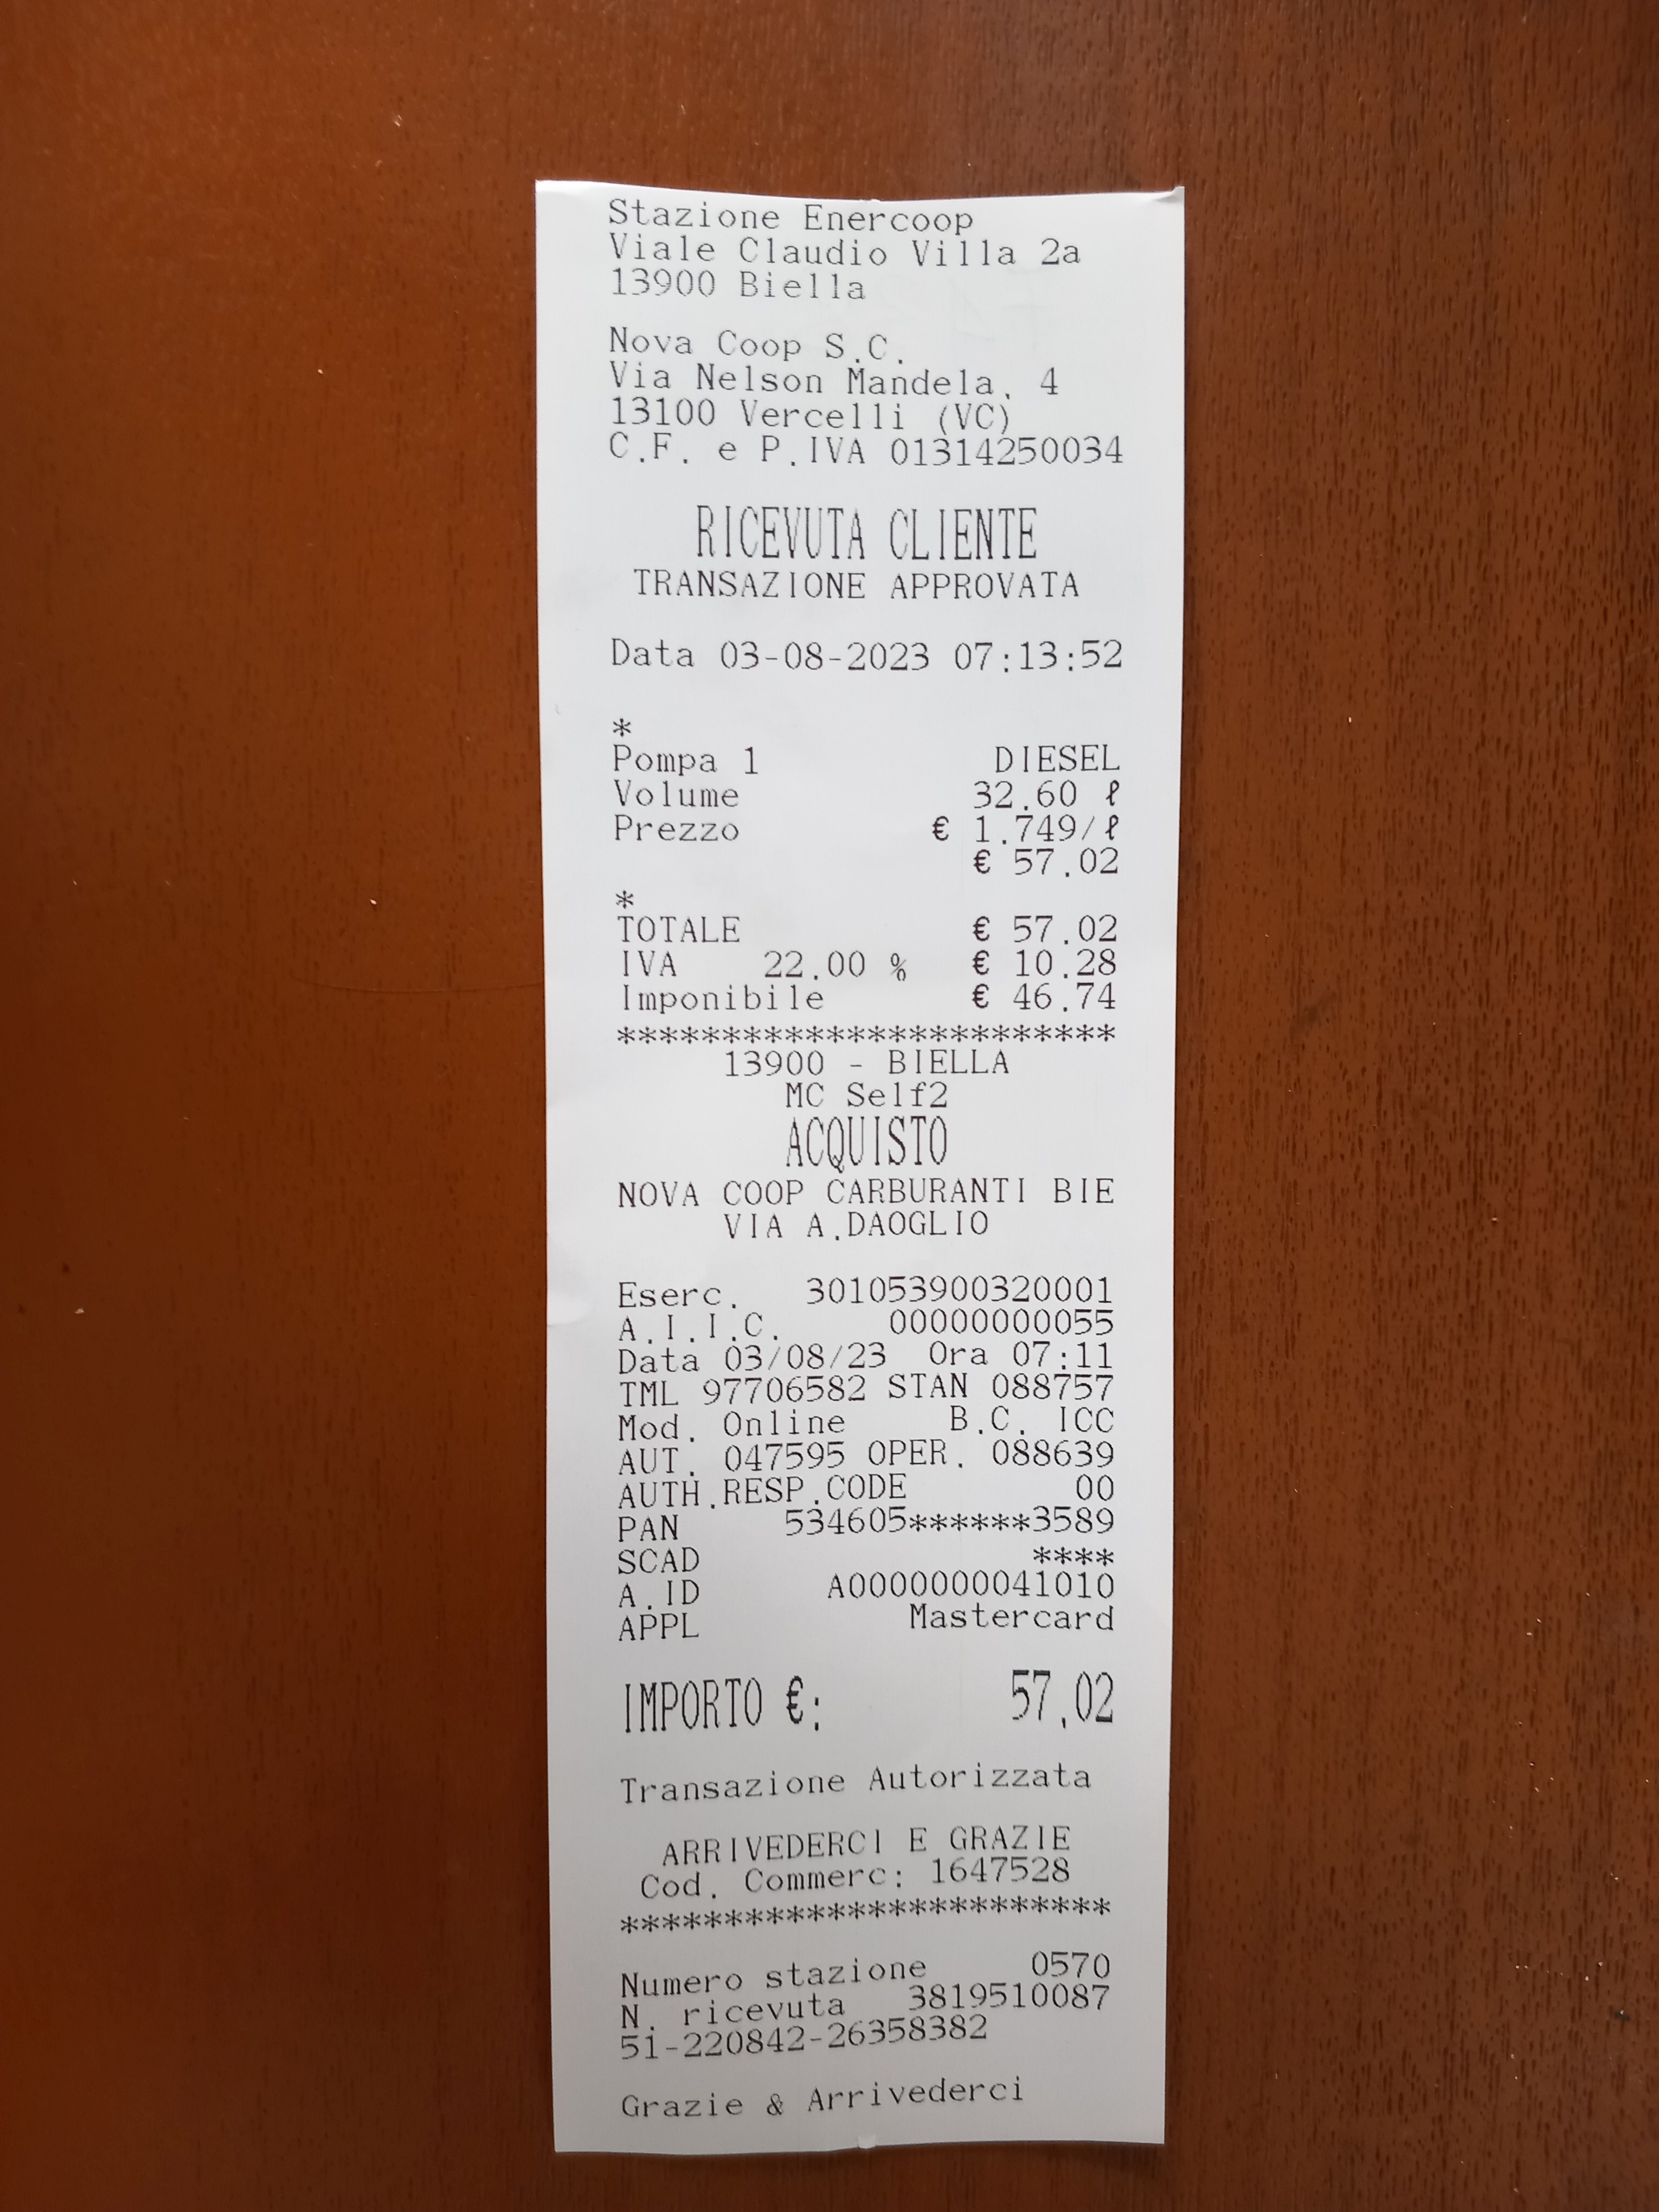 Stazione Enercoop
Viale Claudio Villa 2a
13900 Biella
Nova Coop S.C.
Via Nelson Mandela, 4
13100 Vercelli (VC)
C.F. e P.IVA 01314250034
RICEVUTA CLIENTE
TRANSAZIONE APPROVATA
Data 03-08-2023 07:13:52
*
Pompa 1 DIESEL
Volume 32.60 ℓ
Prezzo € 1.749/ℓ
€ 57.02
*
TOTALE € 57.02
IVA 22.00 % € 10.28
Imponibile € 46.74
************************
13900 - BIELLA
MC Self2
ACQUISTO
NOVA COOP CARBURANTI BIE
VIA A.DAOGLIO
Eserc. 301053900320001
A.I.I.C. 00000000055
Data 03/08/23 Ora 07:11
TML 97706582 STAN 088757
Mod. Online B.C. ICC
AUT. 047595 OPER. 088639
AUTH.RESP.CODE 00
PAN 534605******3589
SCAD ****
A.ID A0000000041010
APPL Mastercard
IMPORTO €: 57,02
Transazione Autorizzata
ARRIVEDERCI E GRAZIE
Cod. Commerc: 1647528
************************
Numero stazione 0570
N. ricevuta 3819510087
51-220842-26358382
Grazie & Arrivederci